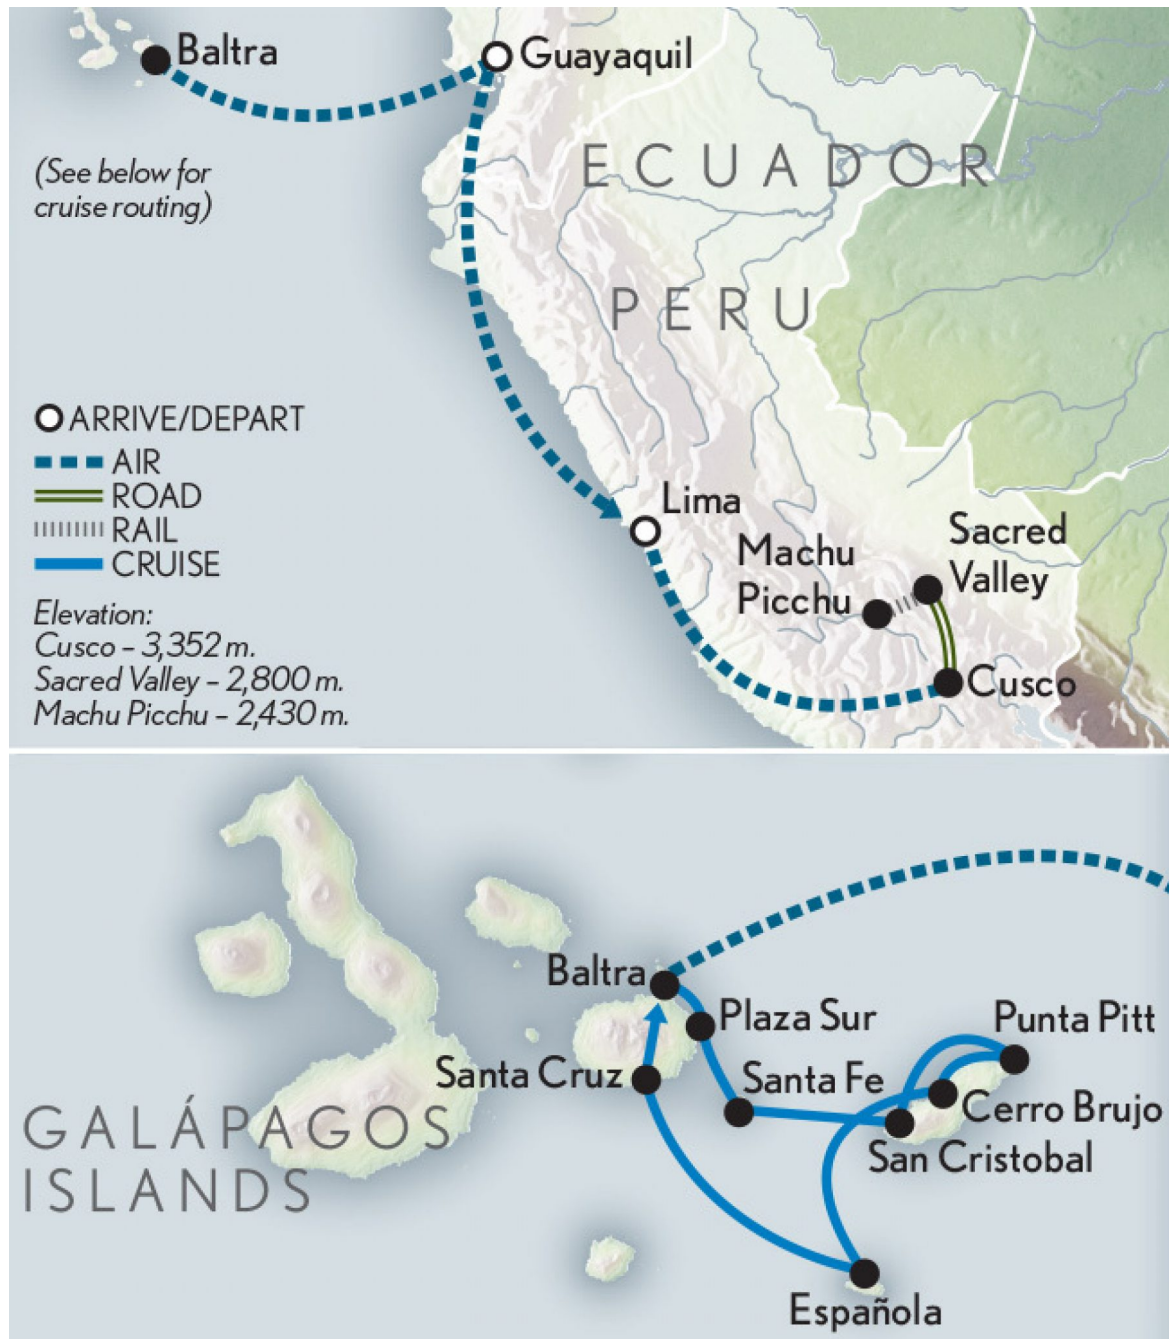 Baltra
Guayaquil
(See below for
cruise routing)
ECUADOR
PERU
ARRIVE/DEPART
AIR
ROAD
RAIL
CRUISE
Elevation:
Cusco – 3,352 m.
Sacred Valley – 2,800 m.
Machu Picchu – 2,430 m.
Lima
Machu
Picchu
Sacred
Valley
Cusco
Baltra
Plaza Sur
Punta Pitt
Santa Cruz
Santa Fe
Cerro Brujo
San Cristobal
GALÁPAGOS
ISLANDS
Española